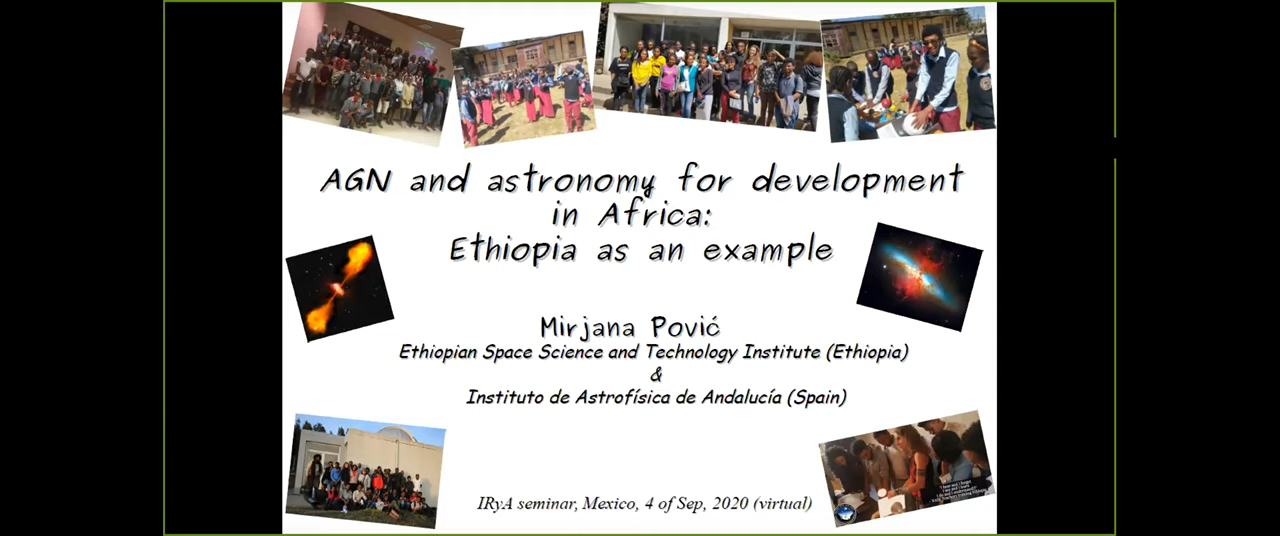 AGN and astronomy for development
in Africa:
Ethiopia as an example
Mirjana Pović
Ethiopian Space Science and Technology Institute (Ethiopia)
&
Instituto de Astrofísica de Andalucía (Spain)
IRyA seminar, Mexico, 4 of Sep, 2020 (virtual)